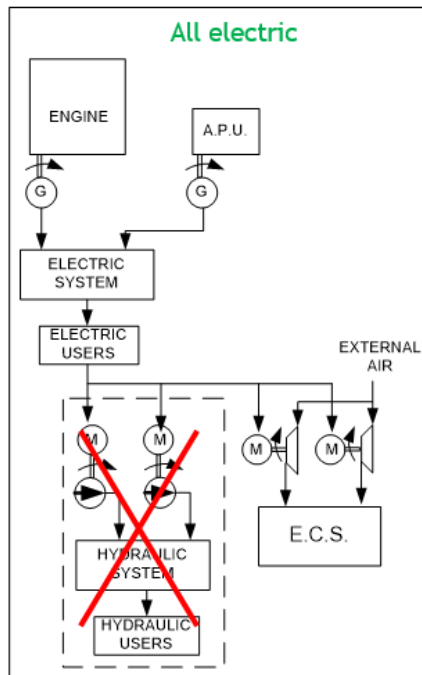 All electric
ENGINE
A.P.U.
G
G
ELECTRIC
SYSTEM
ELECTRIC
USERS
EXTERNAL
AIR
M
M
M
M
HYDRAULIC
SYSTEM
E.C.S.
HYDRAULIC
USERS